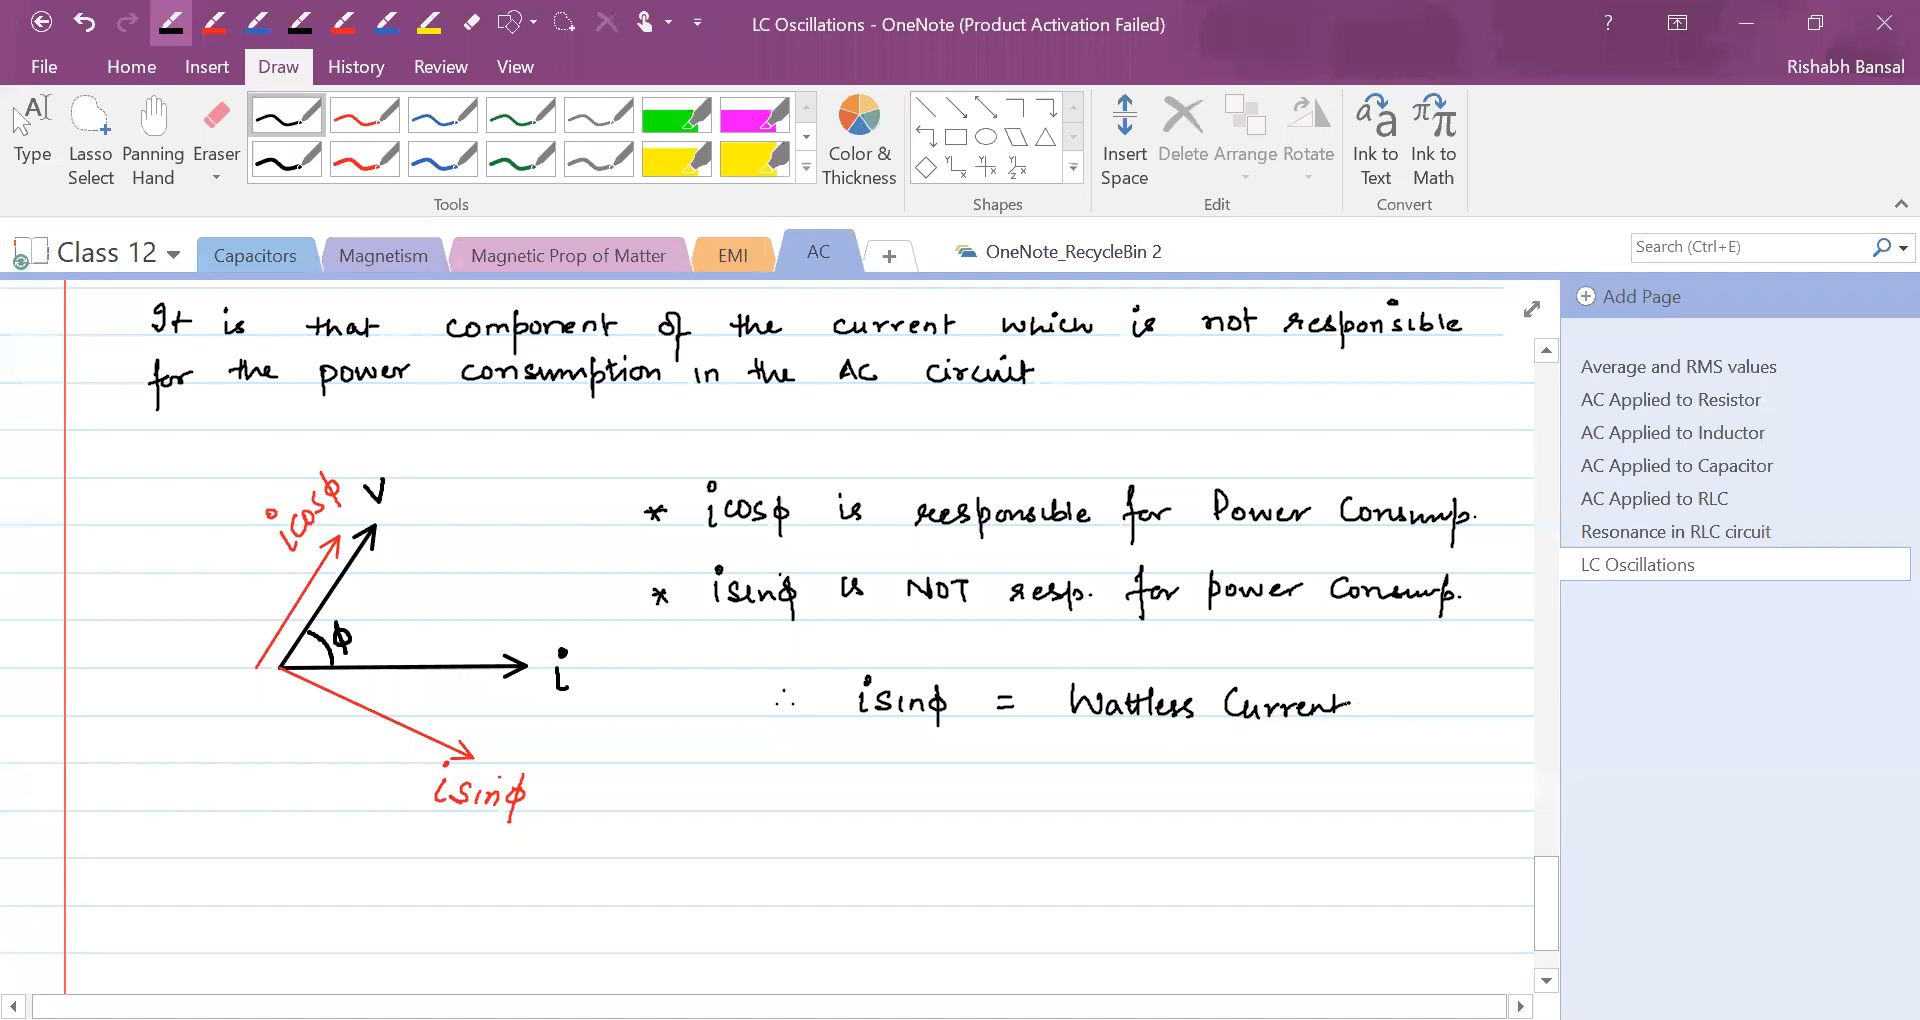 LC Oscillations - OneNote (Product Activation Failed)
?
File Home Insert Draw History Review View
Rishabh Bansal
Type
Lasso Select
Panning Hand
Eraser
Color & Thickness
Insert Space
Delete
Arrange
Rotate
Ink to Text
Ink to Math
Tools
Shapes
Edit
Convert
Class 12
Capacitors
Magnetism
Magnetic Prop of Matter
EMI
AC
OneNote_RecycleBin 2
Search (Ctrl+E)
Add Page
Average and RMS values
AC Applied to Resistor
AC Applied to Inductor
AC Applied to Capacitor
AC Applied to RLC
Resonance in RLC circuit
LC Oscillations
It is that component of the current which is not responsible
for the power consumption in the AC circuit
icosϕ
V
ϕ
i
isinϕ
* icosϕ is responsible for Power Consump.
* isinϕ is NOT resp. for power Consump.
∴ isinϕ = Wattless Current